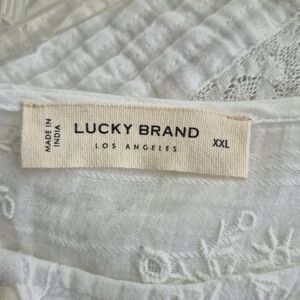 MADE IN
INDIA
LUCKY BRAND
LOS ANGELES
XXL